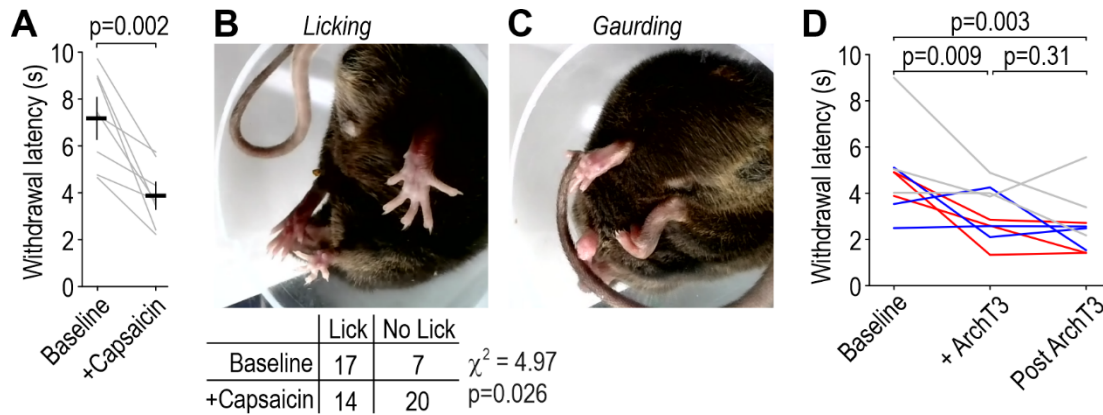 A
p=0.002
Withdrawal latency (s)
10
8
6
4
2
0
Baseline
+Capsaicin
B
Licking
Lick No Lick
Baseline 17 7
+Capsaicin 14 20
χ² = 4.97
p=0.026
C
Gaurding
D
p=0.003
p=0.009 p=0.31
Withdrawal latency (s)
10
8
6
4
2
0
Baseline
+ ArchT3
Post ArchT3